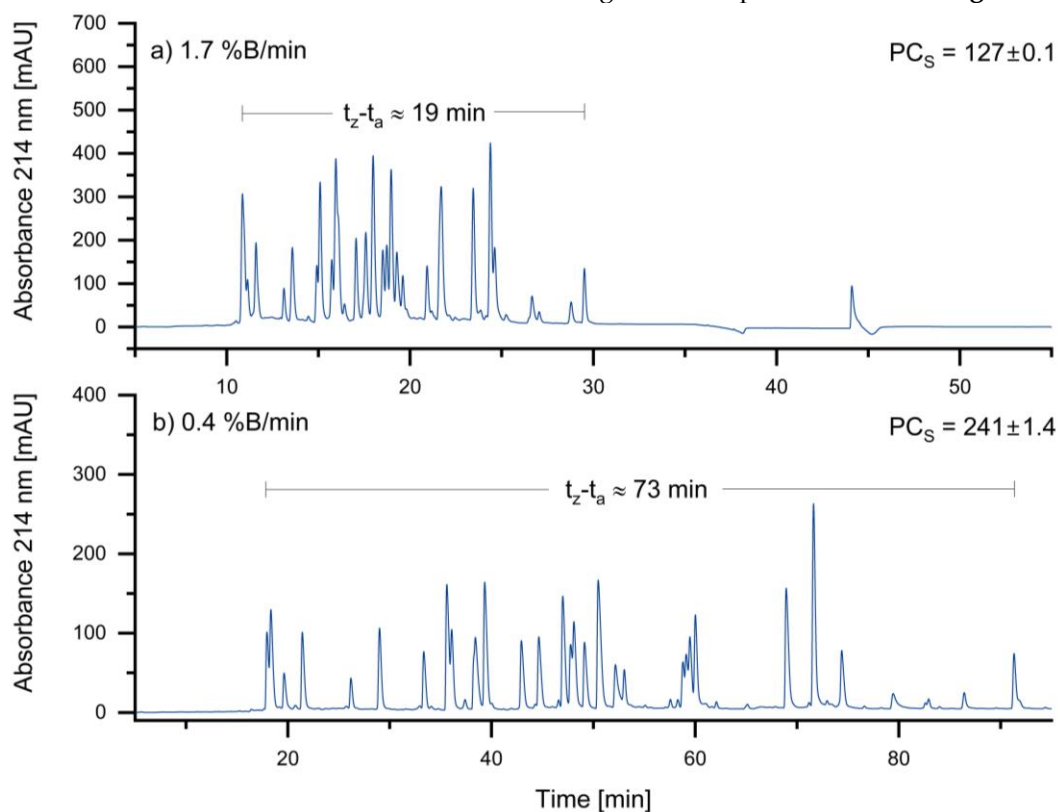 700
a) 1.7 %B/min
PCS = 127±0.1
600
500
tz-ta ≈ 19 min
400
300
200
100
0
Absorbance 214 nm [mAU]
10
20
30
40
50
400
b) 0.4 %B/min
PCS = 241±1.4
300
tz-ta ≈ 73 min
200
100
0
Absorbance 214 nm [mAU]
20
40
60
80
Time [min]